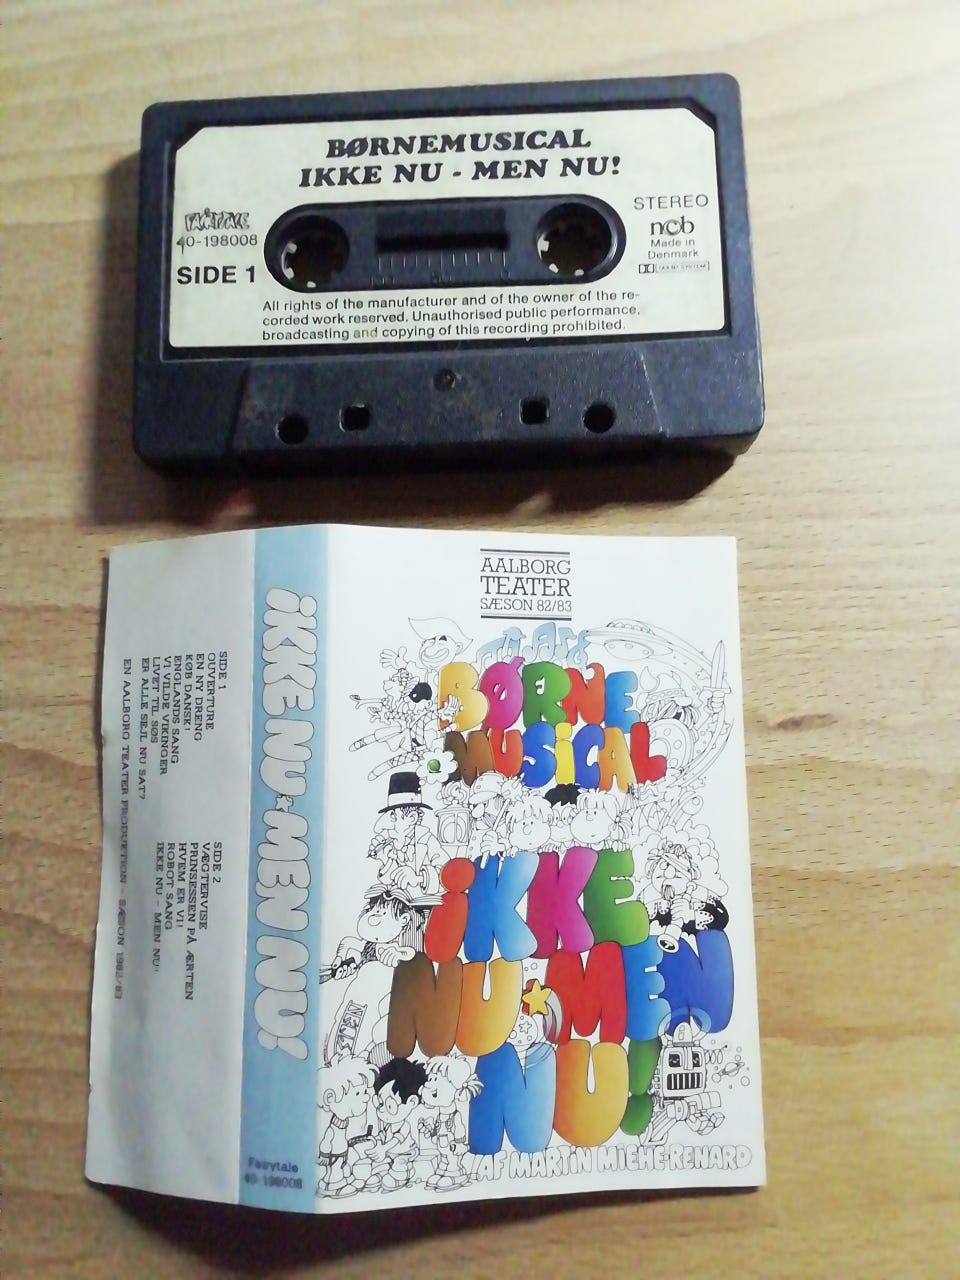 BØRNEMUSICAL
IKKE NU - MEN NU!
FAIRYTALE
40-198008
SIDE 1
STEREO
ncb
Made in
Denmark
All rights of the manufacturer and of the owner of the re-
corded work reserved. Unauthorised public performance,
broadcasting and copying of this recording prohibited.
SIDE 1
OUVERTURE
EN NY DRENG
KØB DANSK!
ENGLANDS SANG
VI VILDE VIKINGER
LIVET TIL SØS
ER ALLE SEJL NU SAT?
SIDE 2
VÆGTERVISE
PRINSESSEN PÅ ÆRTEN
HVEM ER VI!
ROBOT SANG
IKKE NU - MEN NU!
EN AALBORG TEATER PRODUKTION - SÆSON 1982/83
iKKE NU★MEN NU!
Fairytale
40-198008
AALBORG
TEATER
SÆSON 82/83
BØRNE
MUSiCAL
iKKE
NU★MEN
NU!
AF MARTiN MiEHE-RENARD